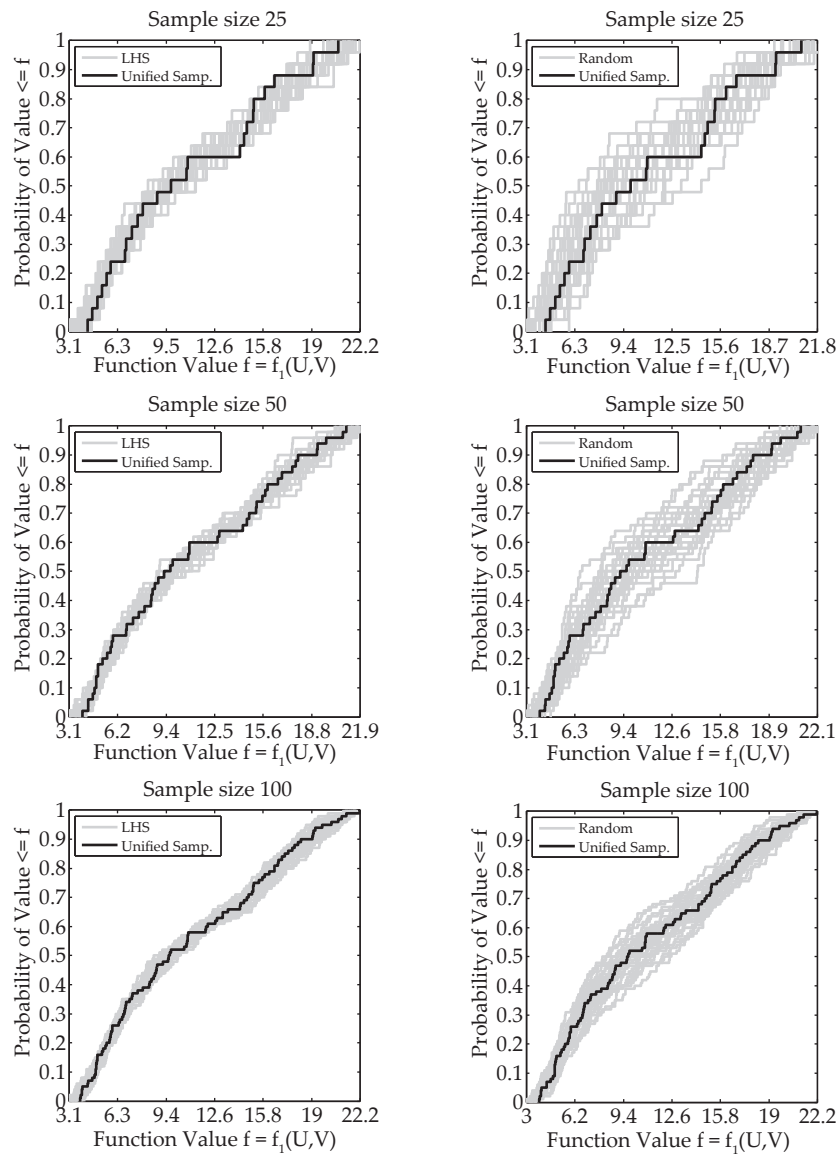 Sample size 25
Probability of Value <= f
1
0.9
0.8
0.7
0.6
0.5
0.4
0.3
0.2
0.1
0
LHS
Unified Samp.
3.1 6.3 9.5 12.6 15.8 19 22.2
Function Value f = f1(U,V)
Sample size 25
Probability of Value <= f
1
0.9
0.8
0.7
0.6
0.5
0.4
0.3
0.2
0.1
0
Random
Unified Samp.
3.1 6.3 9.4 12.5 15.6 18.7 21.8
Function Value f = f1(U,V)
Sample size 50
Probability of Value <= f
1
0.9
0.8
0.7
0.6
0.5
0.4
0.3
0.2
0.1
0
LHS
Unified Samp.
3.1 6.2 9.4 12.5 15.6 18.8 21.9
Function Value f = f1(U,V)
Sample size 50
Probability of Value <= f
1
0.9
0.8
0.7
0.6
0.5
0.4
0.3
0.2
0.1
0
Random
Unified Samp.
3.1 6.3 9.4 12.6 15.8 18.9 22.1
Function Value f = f1(U,V)
Sample size 100
Probability of Value <= f
1
0.9
0.8
0.7
0.6
0.5
0.4
0.3
0.2
0.1
0
LHS
Unified Samp.
3.1 6.2 9.4 12.6 15.8 19 22.2
Function Value f = f1(U,V)
Sample size 100
Probability of Value <= f
1
0.9
0.8
0.7
0.6
0.5
0.4
0.3
0.2
0.1
0
Random
Unified Samp.
3 6.2 9.4 12.6 15.8 19 22.2
Function Value f = f1(U,V)